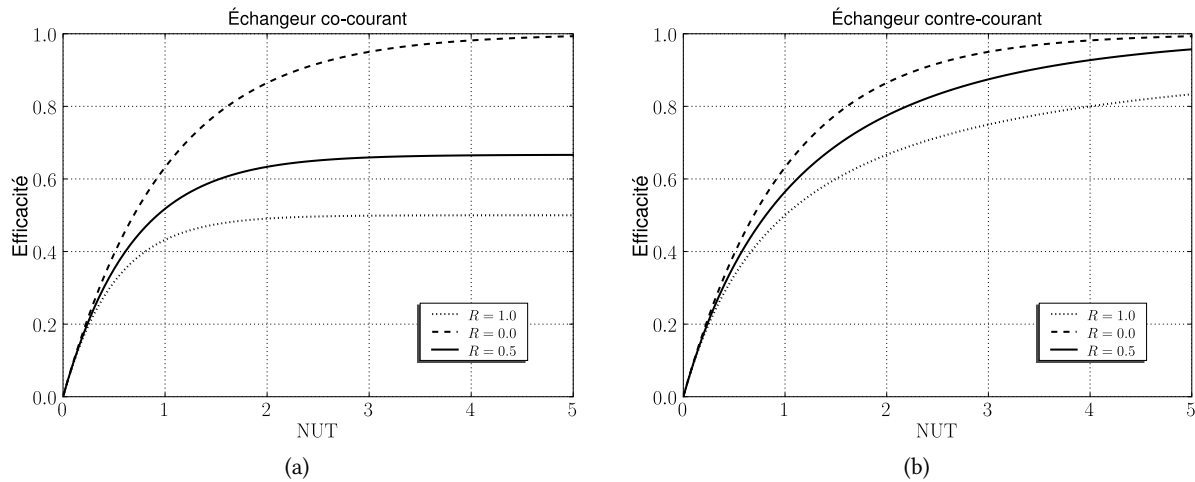 Échangeur co-courant
Efficacité
1.0
0.8
0.6
0.4
0.2
0.0
0 1 2 3 4 5
NUT
R = 1.0
R = 0.0
R = 0.5
(a)
Échangeur contre-courant
Efficacité
1.0
0.8
0.6
0.4
0.2
0.0
0 1 2 3 4 5
NUT
R = 1.0
R = 0.0
R = 0.5
(b)